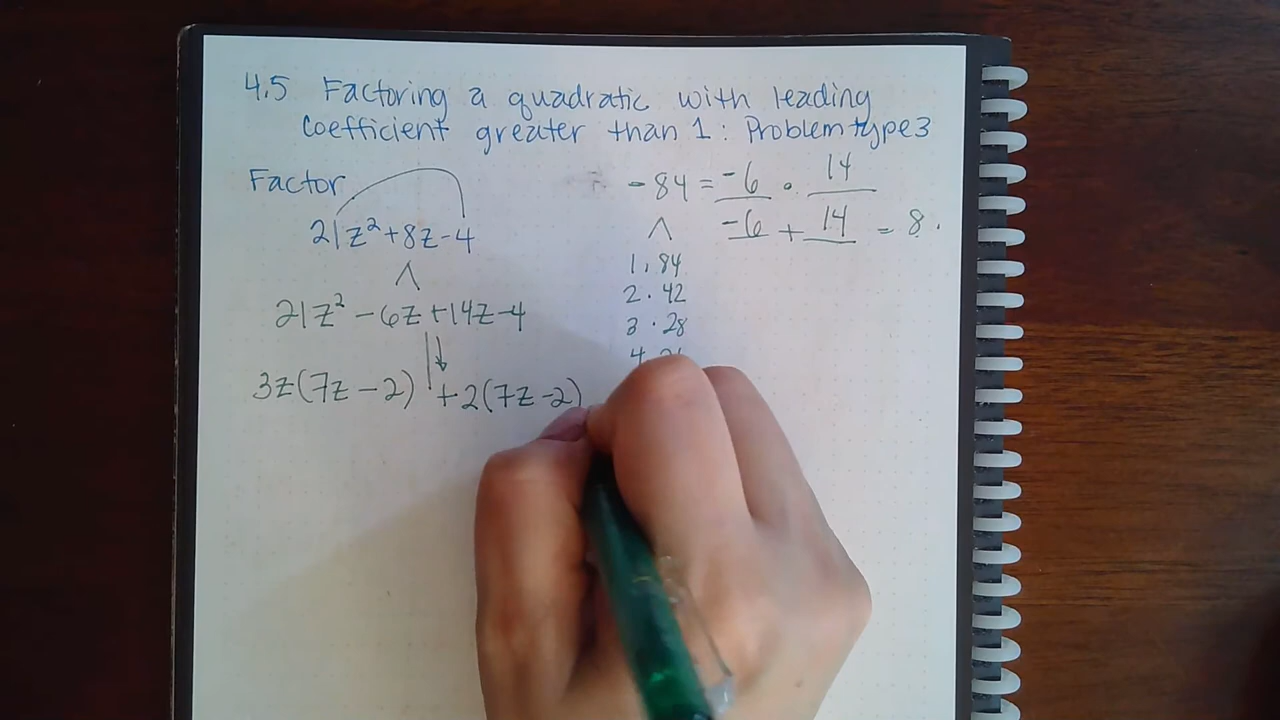 4.5 Factoring a quadratic with leading
coefficient greater than 1: Problem type 3
Factor
21z²+8z-4
21z² -6z +14z-4
3z(7z-2) +2(7z-2)
-84 = -6 · 14
-6 + 14 = 8.
1, 84
2 · 42
3 · 28
4